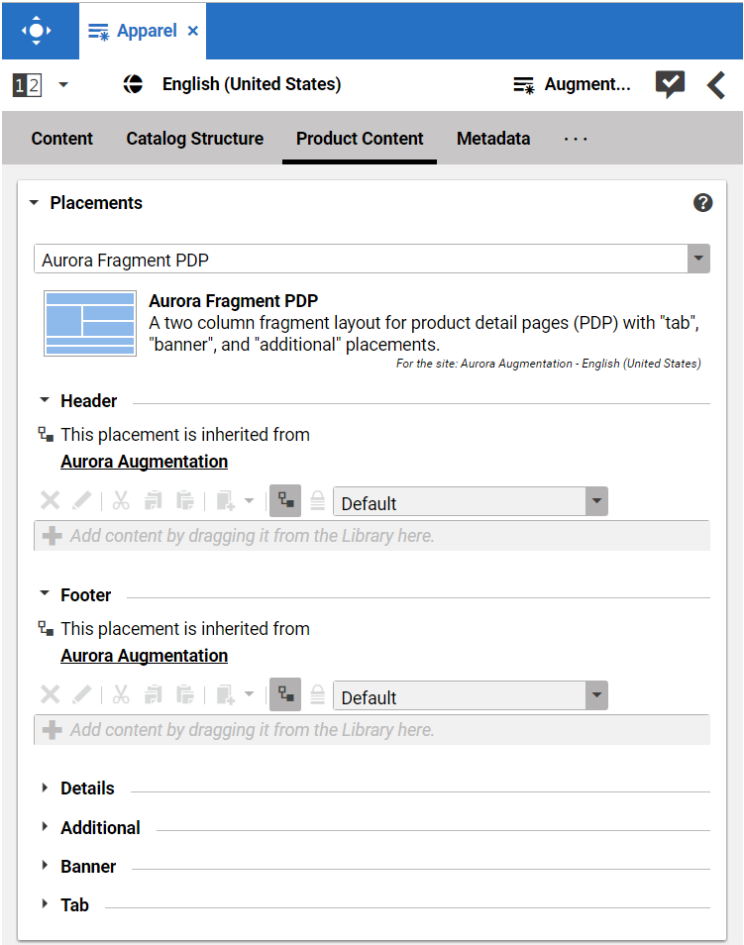 Apparel ×
12 English (United States) Augment...
Content Catalog Structure Product Content Metadata ...
Placements
Aurora Fragment PDP
Aurora Fragment PDP
A two column fragment layout for product detail pages (PDP) with "tab",
"banner", and "additional" placements.
For the site: Aurora Augmentation - English (United States)
Header
This placement is inherited from
Aurora Augmentation
Default
Add content by dragging it from the Library here.
Footer
This placement is inherited from
Aurora Augmentation
Default
Add content by dragging it from the Library here.
Details
Additional
Banner
Tab